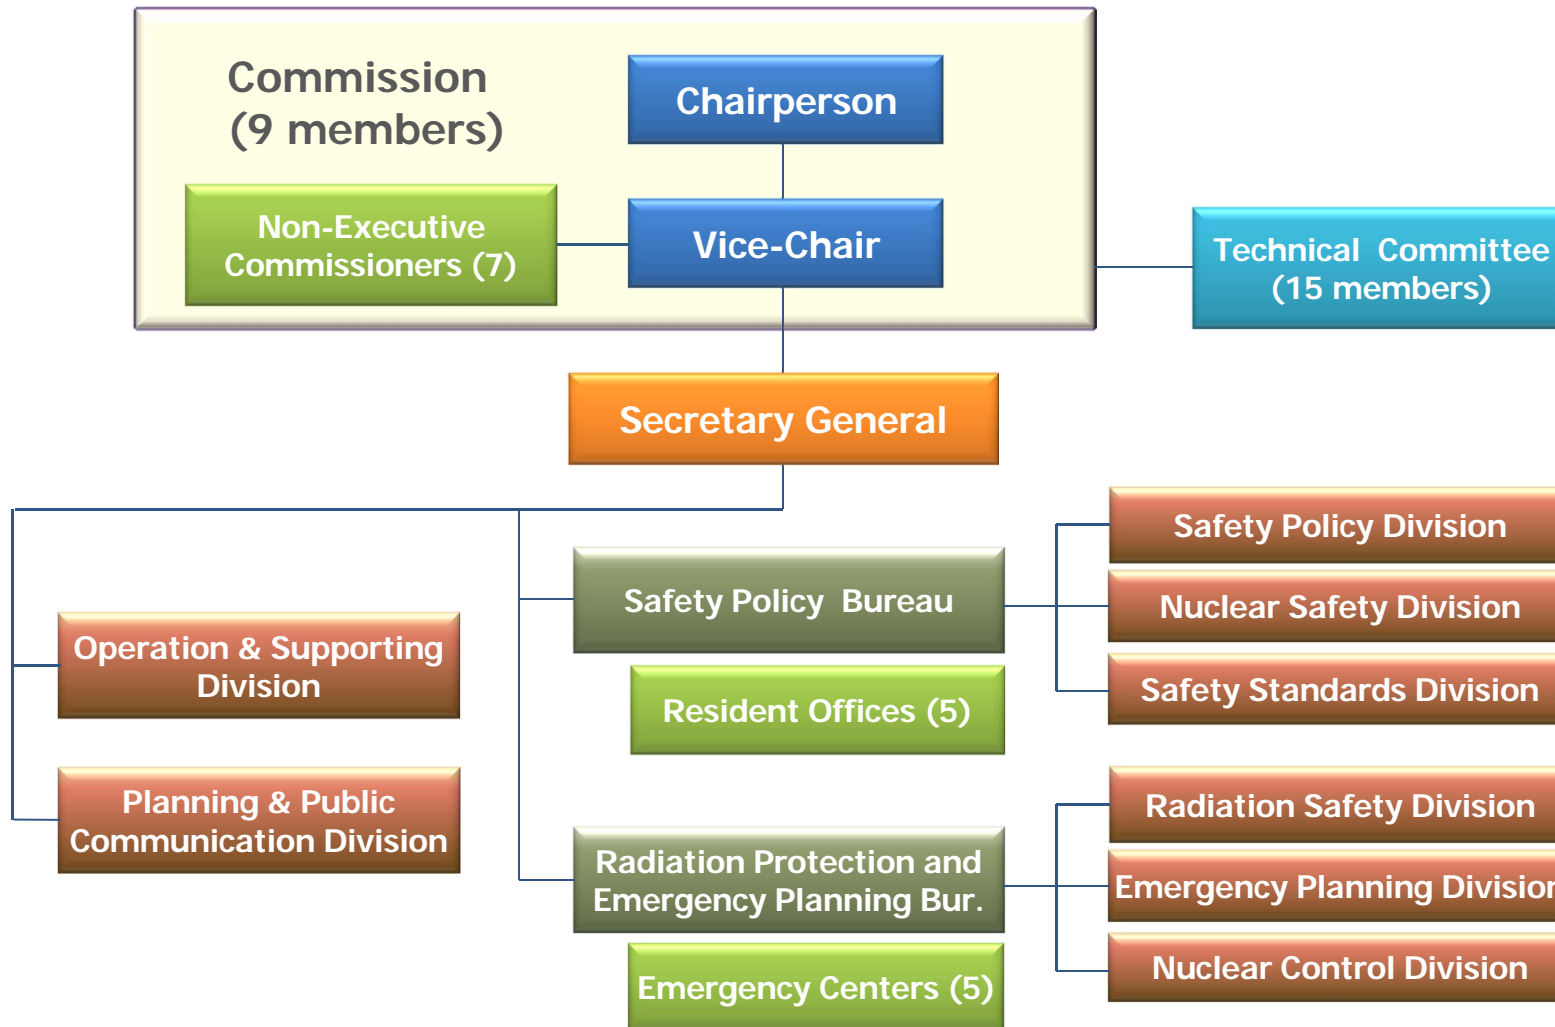 Commission
(9 members)
Chairperson
Non-Executive
Commissioners (7)
Vice-Chair
Technical Committee
(15 members)
Secretary General
Operation & Supporting
Division
Planning & Public
Communication Division
Safety Policy Bureau
Resident Offices (5)
Safety Policy Division
Nuclear Safety Division
Safety Standards Division
Radiation Protection and
Emergency Planning Bur.
Emergency Centers (5)
Radiation Safety Division
Emergency Planning Division
Nuclear Control Division